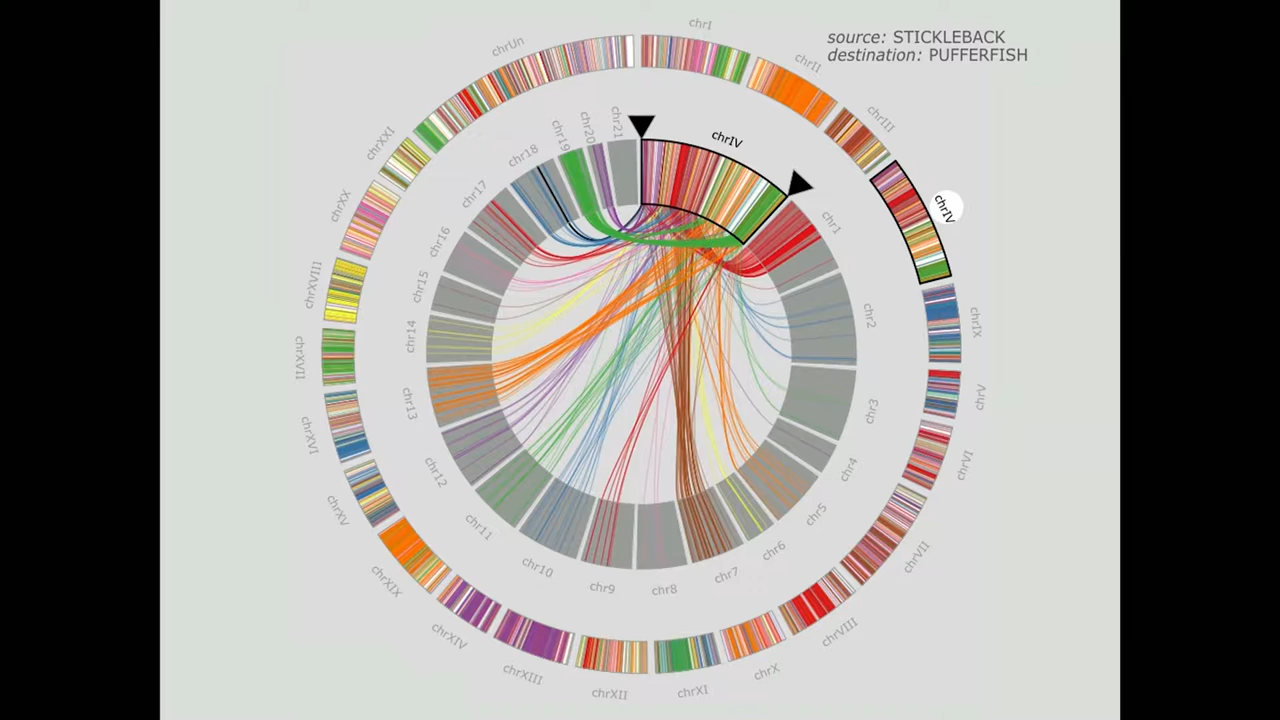 source: STICKLEBACK
destination: PUFFERFISH
chrI
chrII
chrIII
chrIV
chrIX
chrV
chrVI
chrVII
chrVIII
chrX
chrXI
chrXII
chrXIII
chrXIV
chrXIX
chrXV
chrXVI
chrXVII
chrXVIII
chrXX
chrXXI
chrUn
chrIV
chr1
chr2
chr3
chr4
chr5
chr6
chr7
chr8
chr9
chr10
chr11
chr12
chr13
chr14
chr15
chr16
chr17
chr18
chr19
chr20
chr21